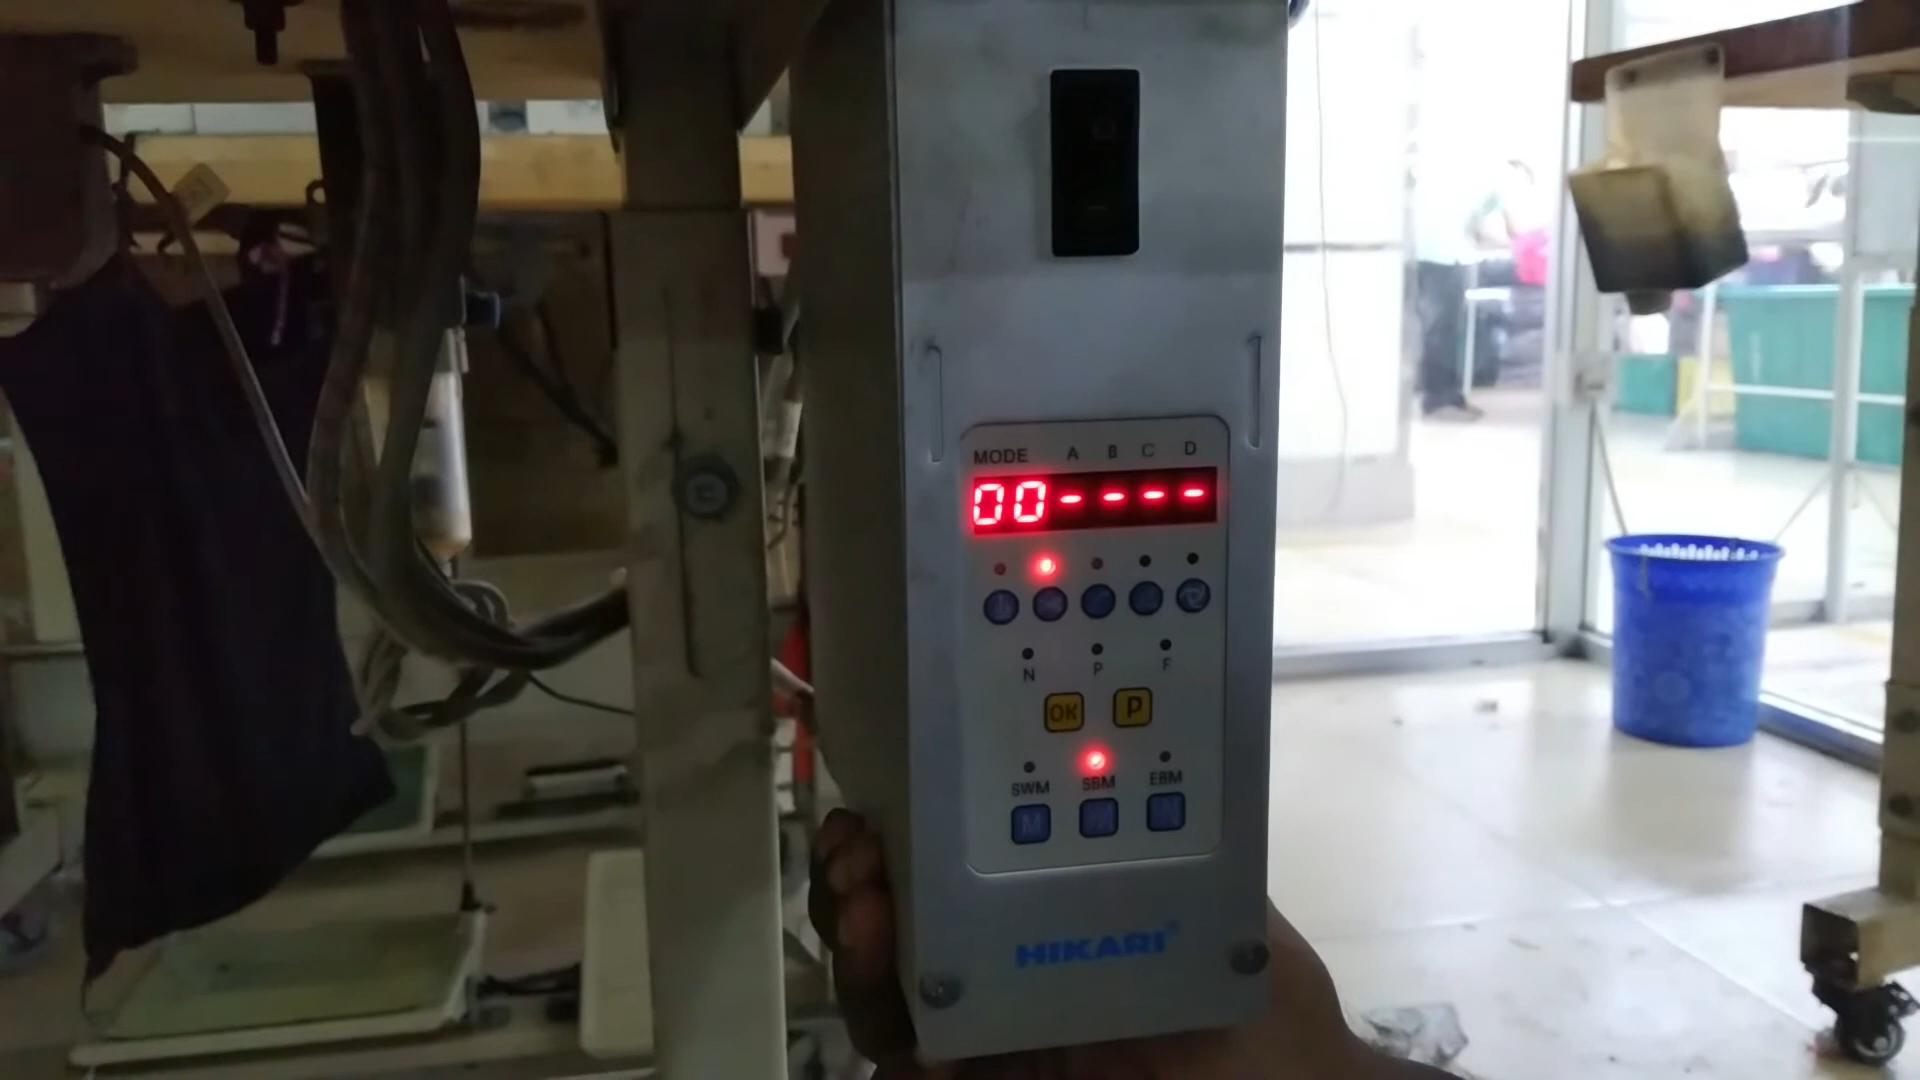 MODE A B C D
00----
N P F
OK P
SWM SBM EBM
M
HIKARI